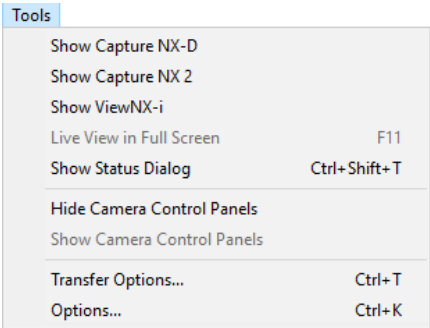 Tools
Show Capture NX-D
Show Capture NX 2
Show ViewNX-i
Live View in Full Screen F11
Show Status Dialog Ctrl+Shift+T
Hide Camera Control Panels
Show Camera Control Panels
Transfer Options... Ctrl+T
Options... Ctrl+K